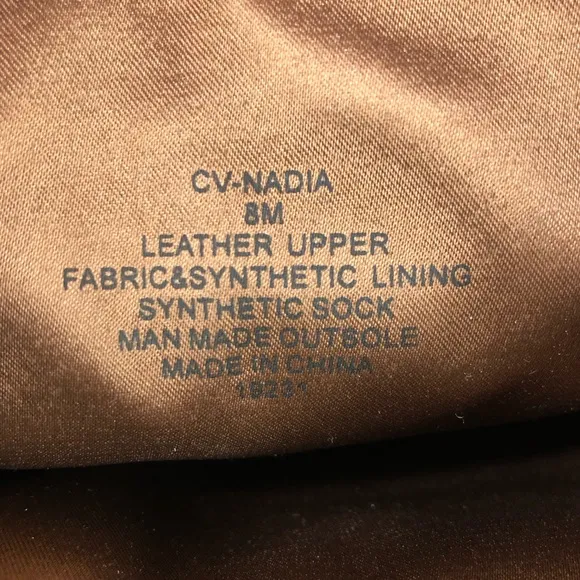 CV-NADIA
8M
LEATHER UPPER
FABRIC&SYNTHETIC LINING
SYNTHETIC SOCK
MAN MADE OUTSOLE
MADE IN CHINA